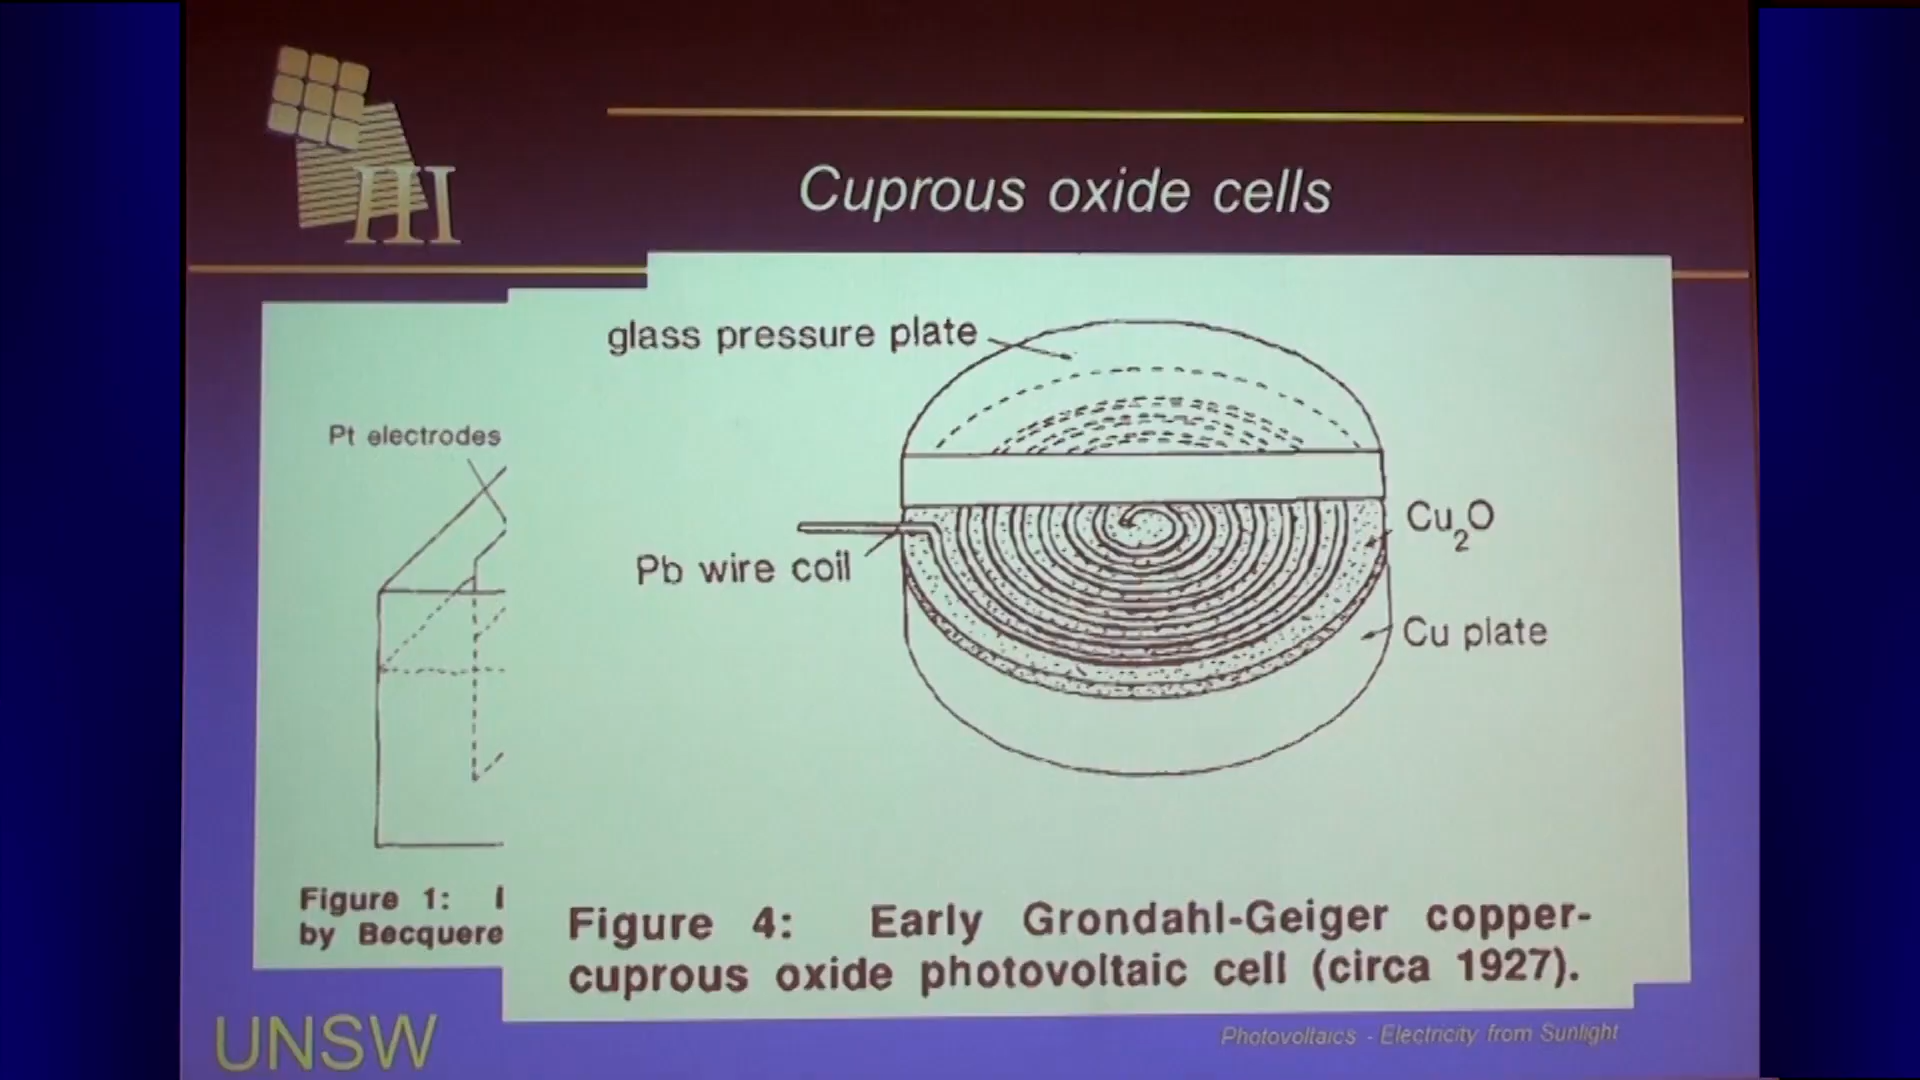 III
Cuprous oxide cells
glass pressure plate
Pt electrodes
Cu₂O
Pb wire coil
Cu plate
Figure 1:
by Becquere
Figure 4: Early Grondahl-Geiger copper-
cuprous oxide photovoltaic cell (circa 1927).
UNSW
Photovoltaics - Electricity from Sunlight